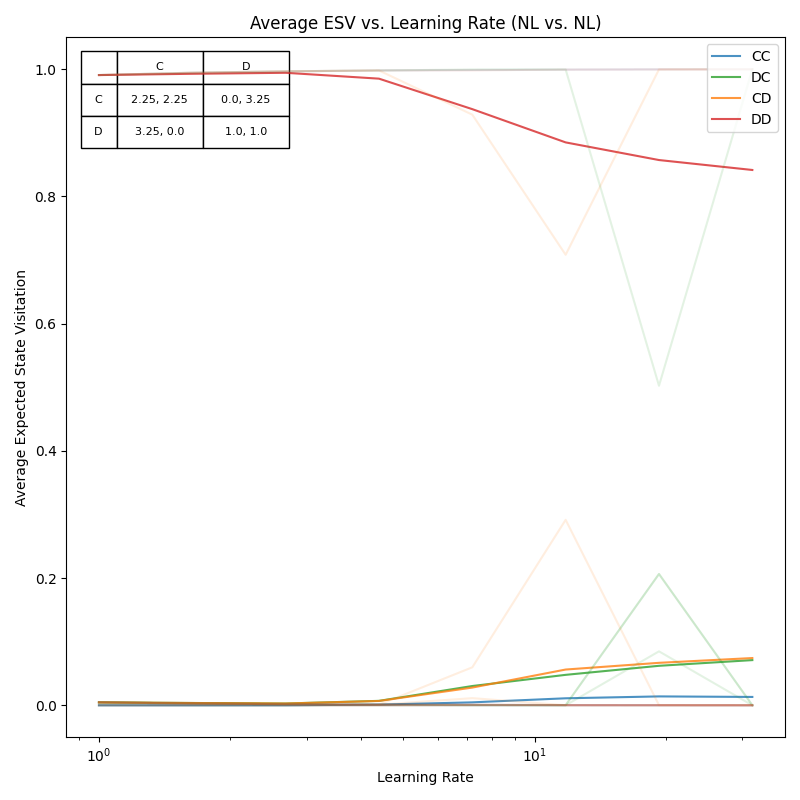 Average ESV vs. Learning Rate (NL vs. NL)
C D
C 2.25, 2.25 0.0, 3.25
D 3.25, 0.0 1.0, 1.0
CC
DC
CD
DD
1.0
0.8
0.6
0.4
0.2
0.0
Average Expected State Visitation
10⁰ 10¹
Learning Rate